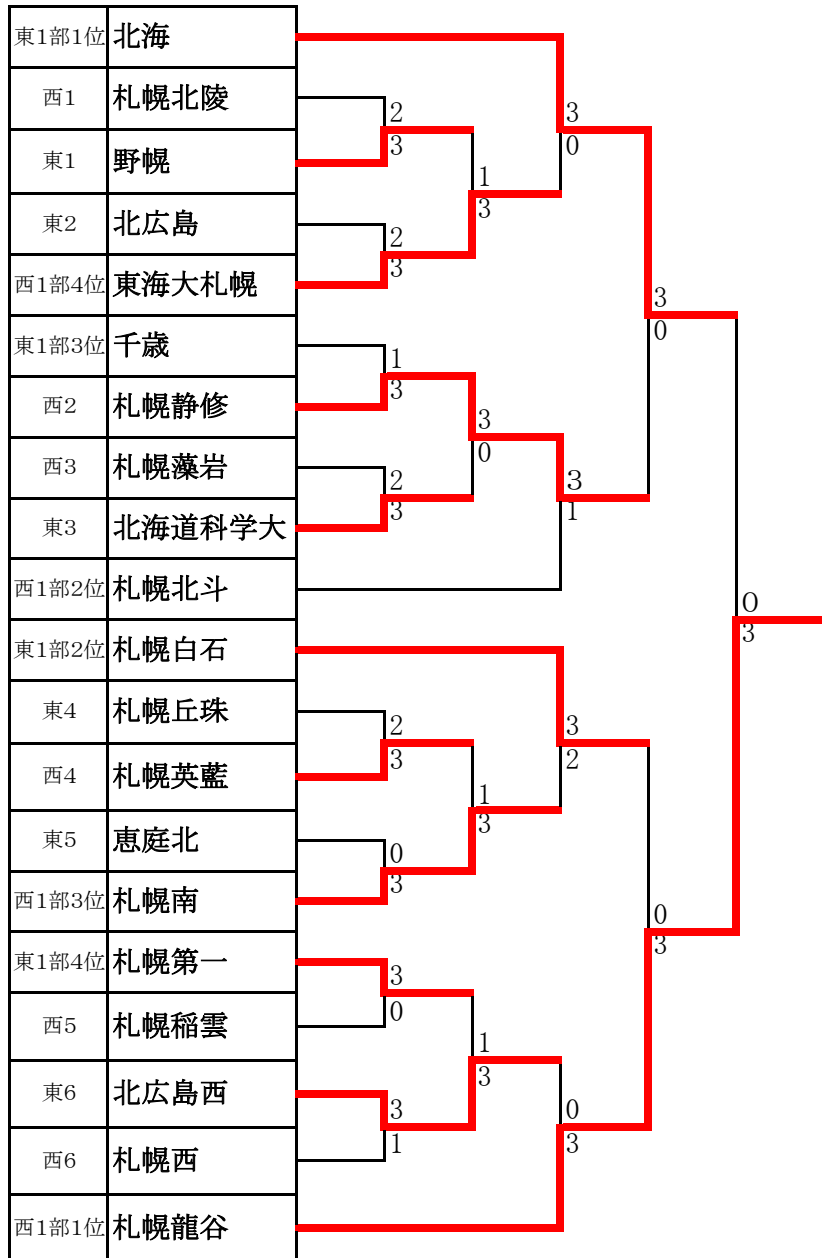 東1部1位 北海
西1 札幌北陵
東1 野幌
東2 北広島
西1部4位 東海大札幌
東1部3位 千歳
西2 札幌静修
西3 札幌藻岩
東3 北海道科学大
西1部2位 札幌北斗
東1部2位 札幌白石
東4 札幌丘珠
西4 札幌英藍
東5 恵庭北
西1部3位 札幌南
東1部4位 札幌第一
西5 札幌稲雲
東6 北広島西
西6 札幌西
西1部1位 札幌龍谷
2
3
2
3
1
3
2
3
2
3
0
3
3
0
3
1
1
3
3
0
1
3
1
3
3
0
3
1
3
2
0
3
3
0
0
3
0
3